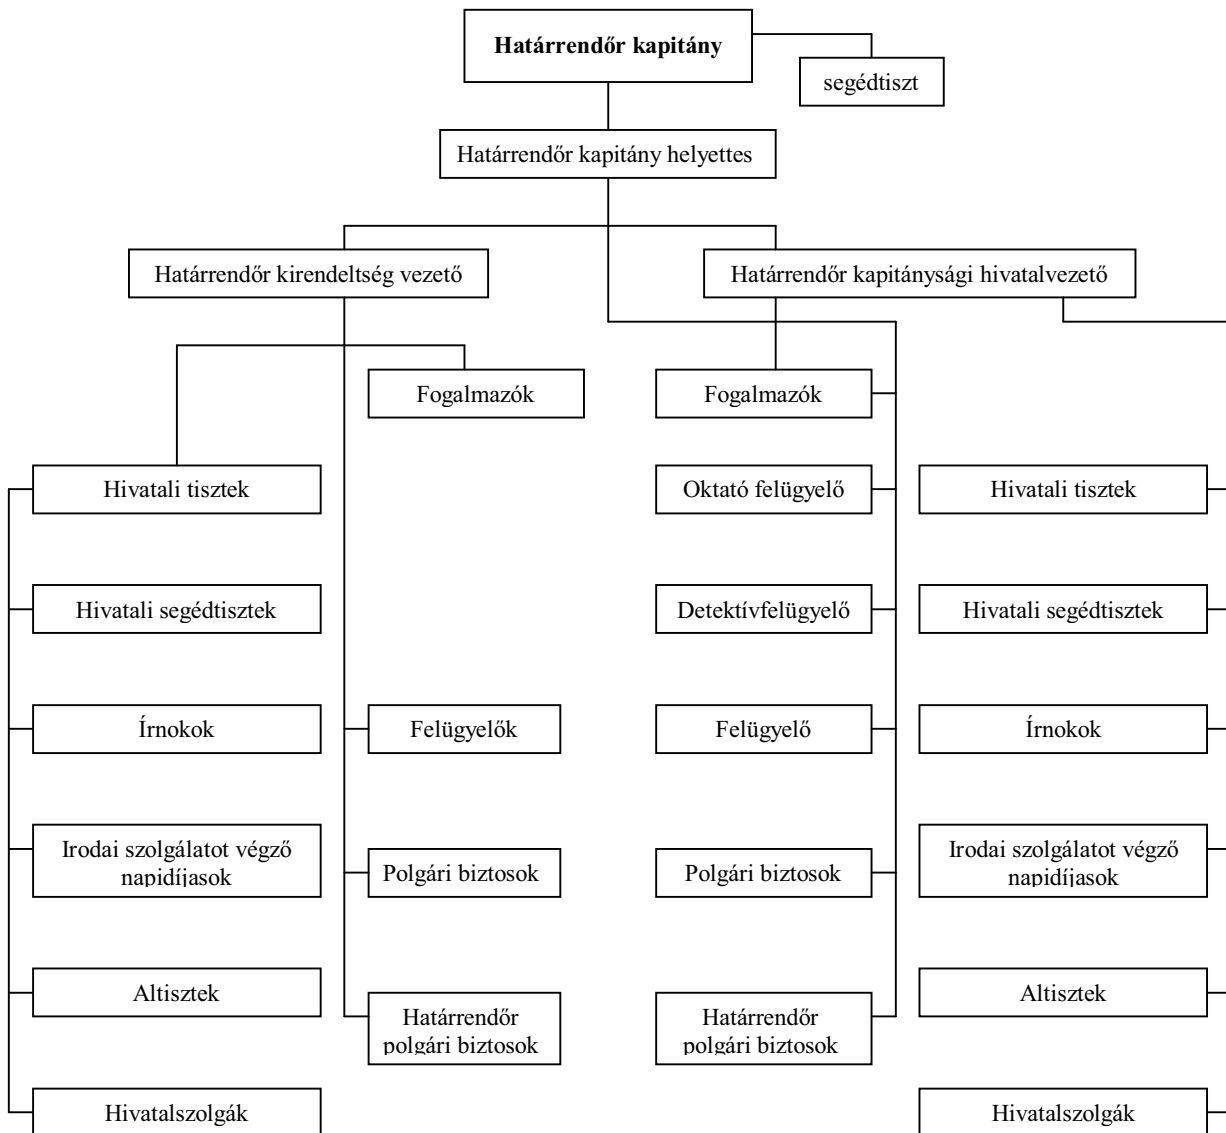 Határrendőr kapitány
segédtiszt
Határrendőr kapitány helyettes
Határrendőr kirendeltség vezető
Határrendőr kapitánysági hivatalvezető
Fogalmazók
Fogalmazók
Hivatali tisztek
Oktató felügyelő
Hivatali tisztek
Hivatali segédtisztek
Detektívfelügyelő
Hivatali segédtisztek
Írnokok
Felügyelők
Felügyelő
Írnokok
Irodai szolgálatot végző
napidíjasok
Polgári biztosok
Polgári biztosok
Irodai szolgálatot végző
napidíjasok
Altisztek
Határrendőr
polgári biztosok
Határrendőr
polgári biztosok
Altisztek
Hivatalszolgák
Hivatalszolgák